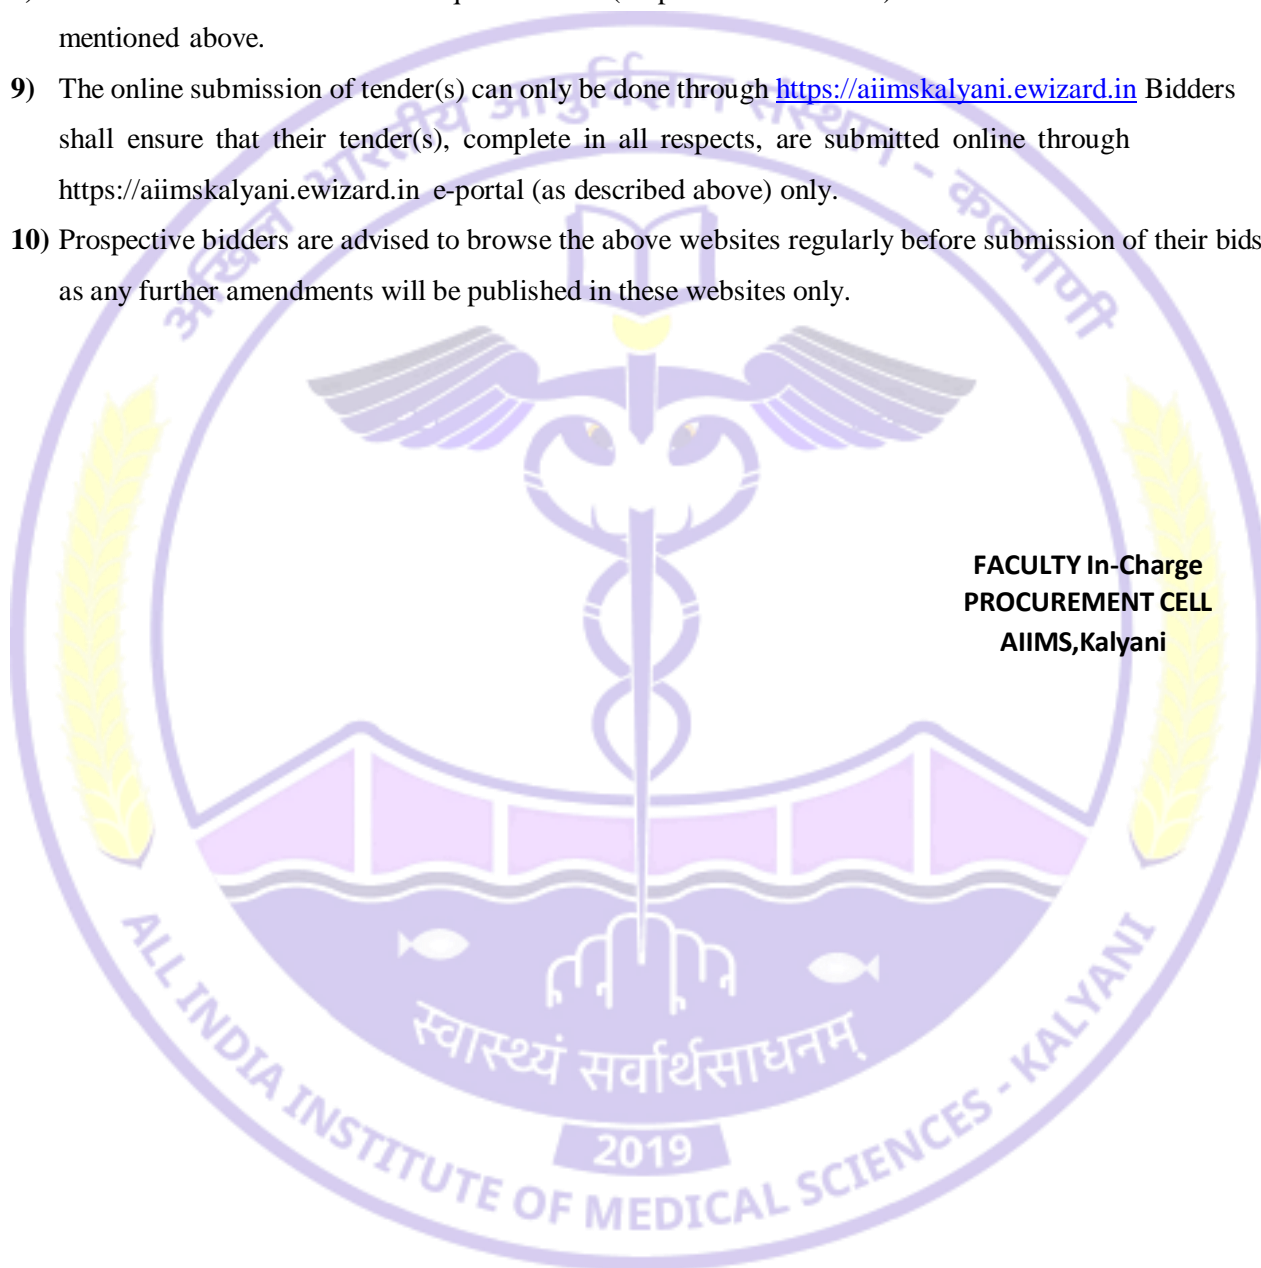 mentioned above.
9) The online submission of tender(s) can only be done through https://aiimskalyani.ewizard.in Bidders
shall ensure that their tender(s), complete in all respects, are submitted online through
https://aiimskalyani.ewizard.in e-portal (as described above) only.
10) Prospective bidders are advised to browse the above websites regularly before submission of their bids
as any further amendments will be published in these websites only.
FACULTY In-Charge
PROCUREMENT CELL
AIIMS,Kalyani
अखिल भारतीय आयुर्विज्ञान संस्थान - कल्याणी
स्वास्थ्यं सर्वार्थसाधनम्
2019
ALL INDIA INSTITUTE OF MEDICAL SCIENCES - KALYANI